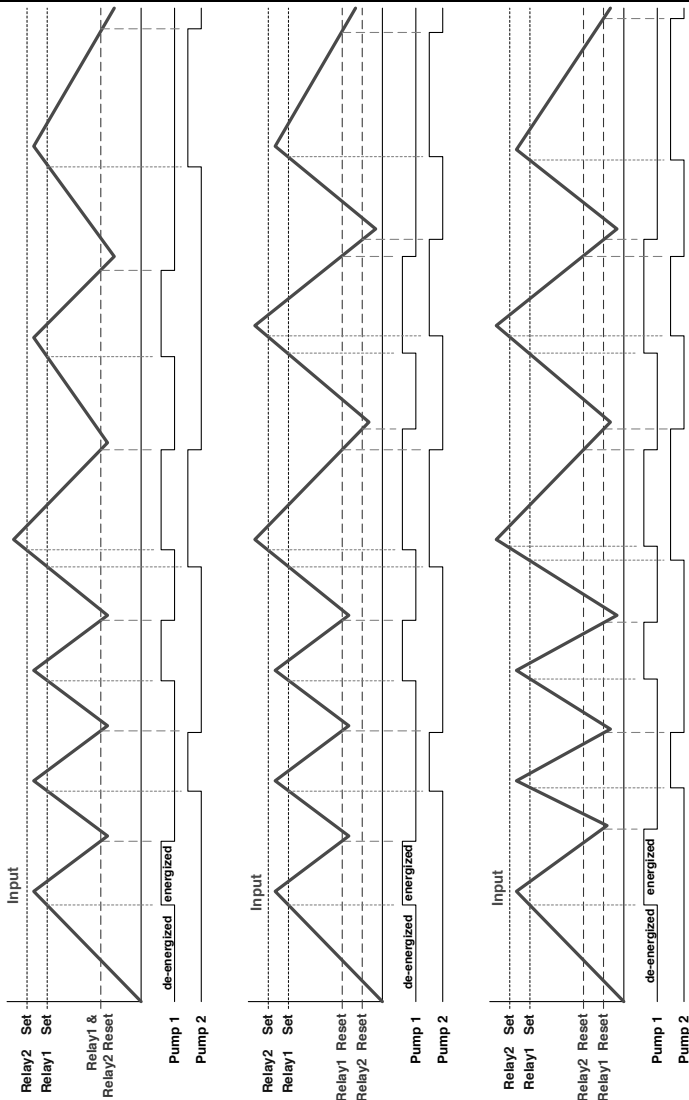 Input
Relay2 Set
Relay1 Set
Relay1 &
Relay2 Reset
de-energized energized
Pump 1
Pump 2
Input
Relay2 Set
Relay1 Set
Relay1 Reset
Relay2 Reset
de-energized energized
Pump 1
Pump 2
Input
Relay2 Set
Relay1 Set
Relay2 Reset
Relay1 Reset
de-energized energized
Pump 1
Pump 2